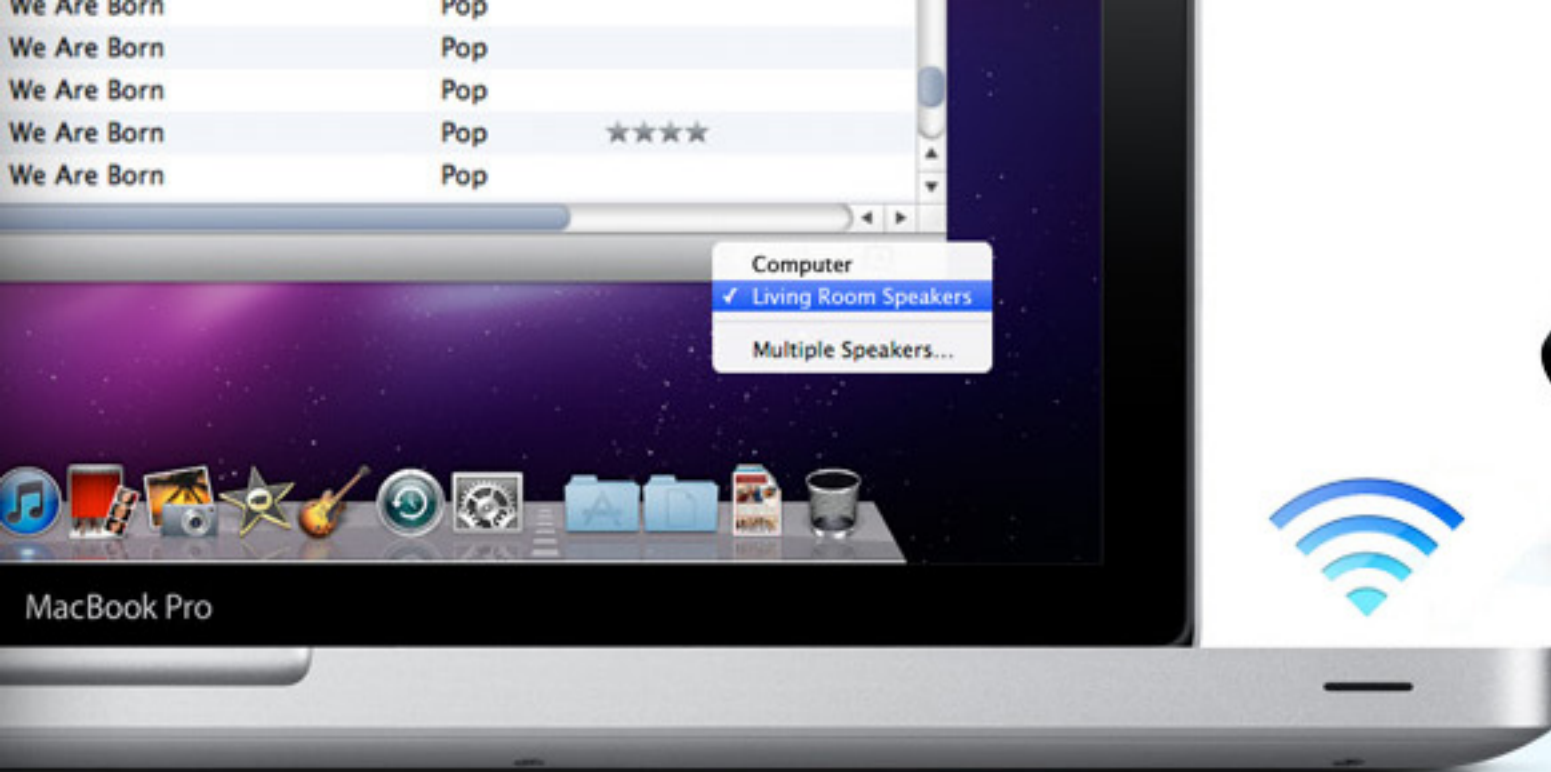 We Are Born Pop
We Are Born Pop
We Are Born Pop
We Are Born Pop ★★★★
We Are Born Pop
Computer
✓ Living Room Speakers
Multiple Speakers...
MacBook Pro